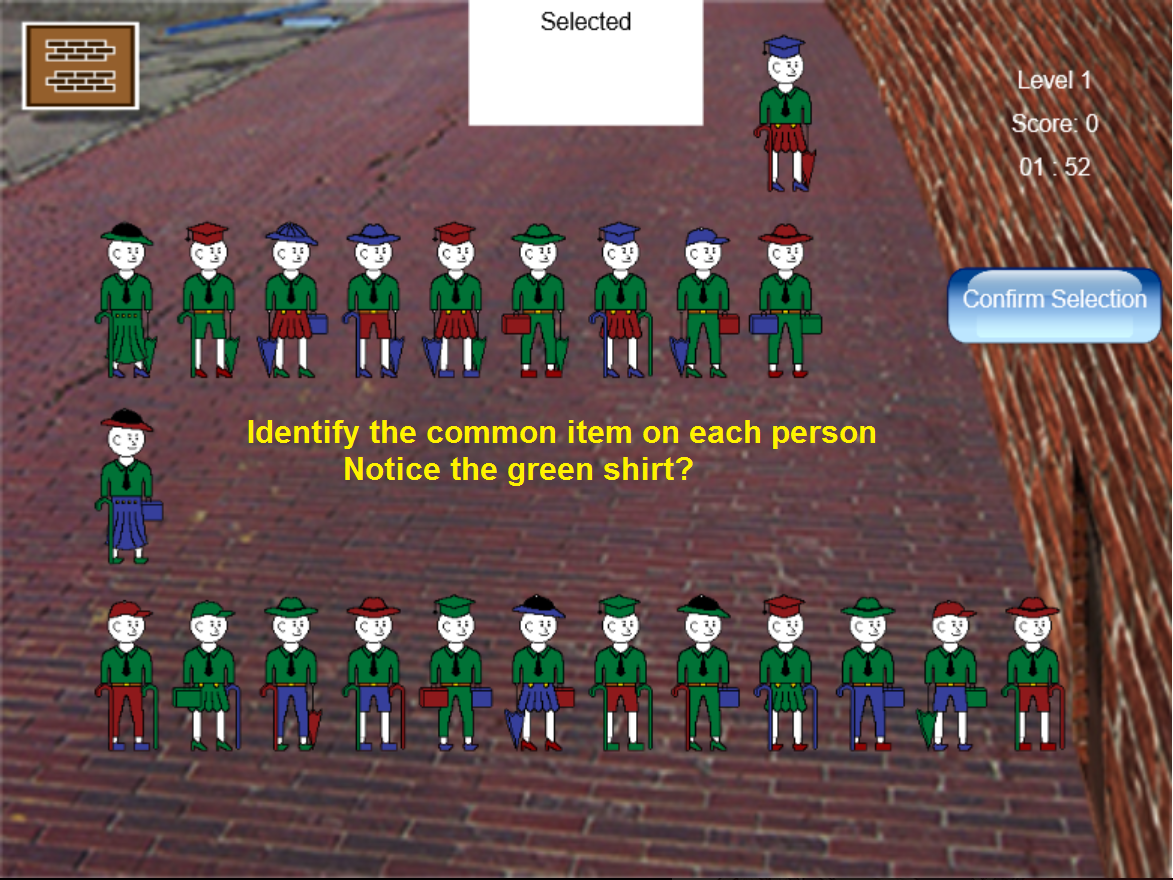 Selected
Level 1
Score: 0
01 : 52
Confirm Selection
Identify the common item on each person
Notice the green shirt?